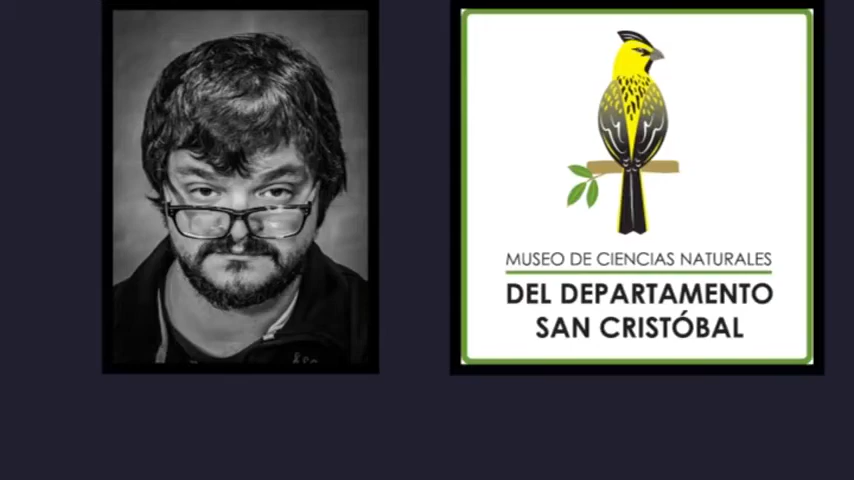 MUSEO DE CIENCIAS NATURALES
DEL DEPARTAMENTO
SAN CRISTÓBAL